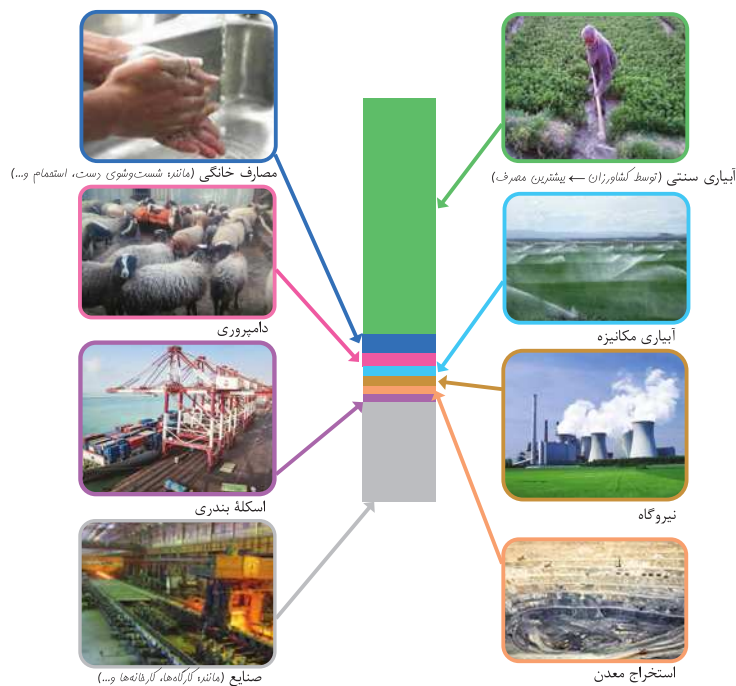 مصارف خانگی (مانند: شست‌وشوی دست، استحمام و...)
آبیاری سنتی (توسط کشاورزان ← بیشترین مصرف)
دامپروری
آبیاری مکانیزه
اسکلهٔ بندری
نیروگاه
صنایع (مانند: کارگاه‌ها، کارخانه‌ها و...)
استخراج معدن